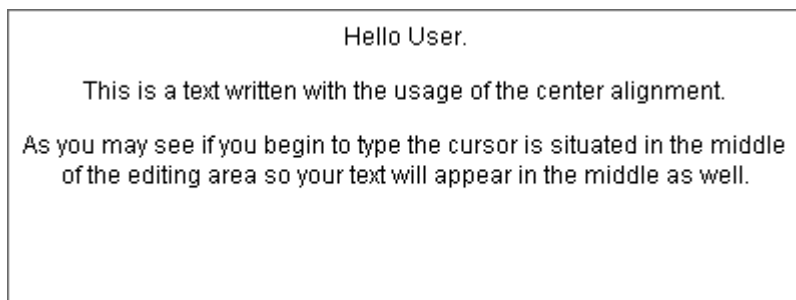 Hello User.
This is a text written with the usage of the center alignment.
As you may see if you begin to type the cursor is situated in the middle
of the editing area so your text will appear in the middle as well.